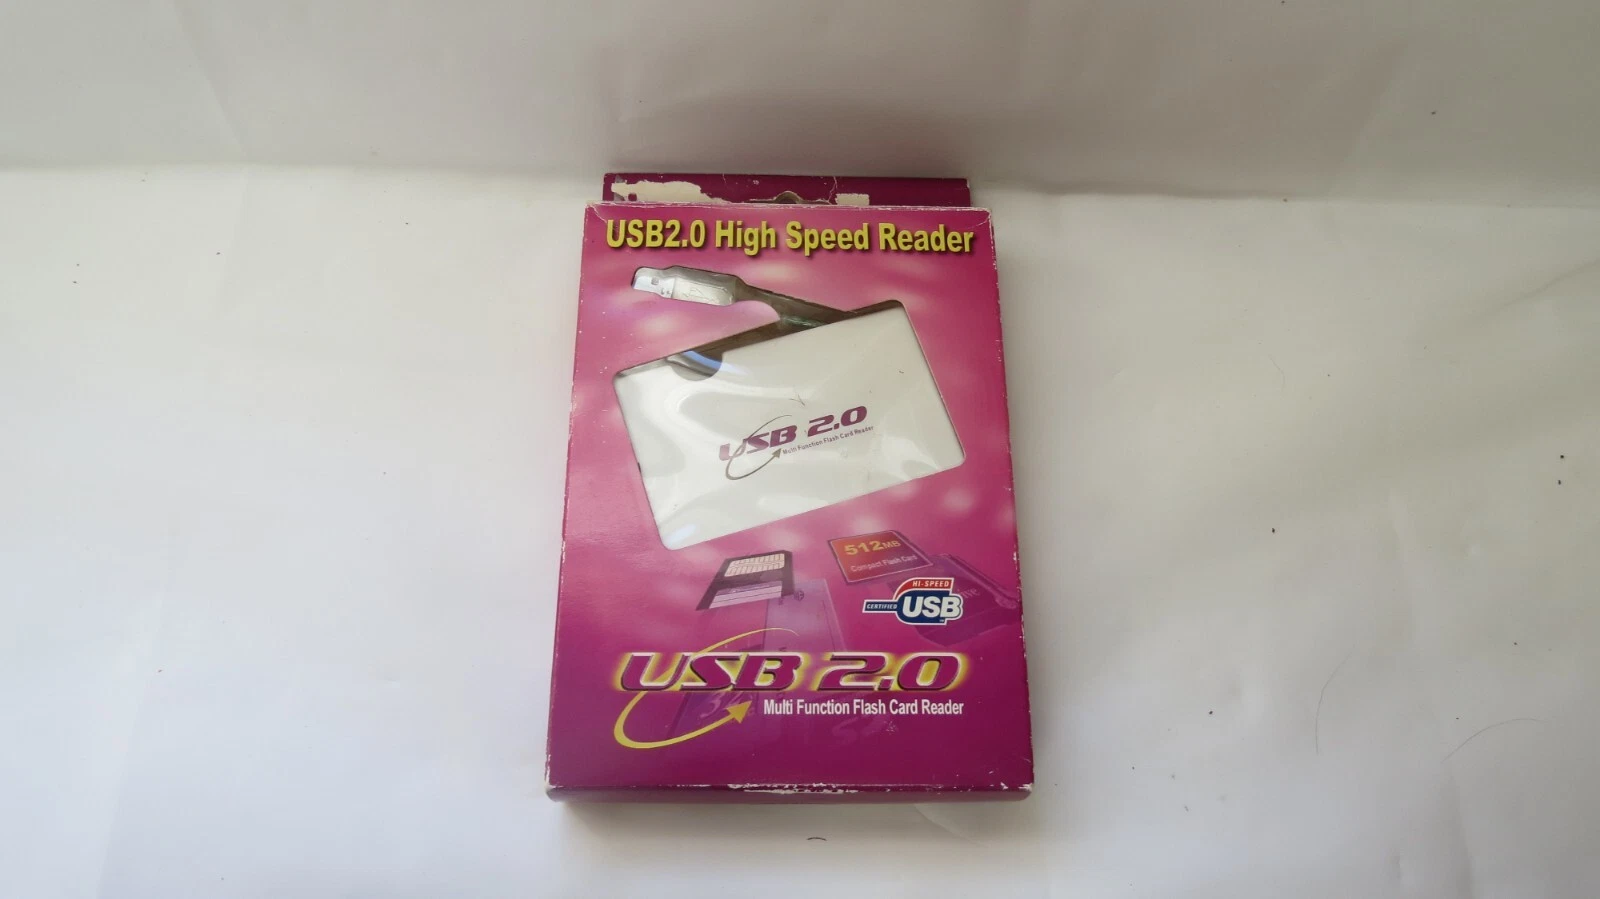 USB2.0 High Speed Reader
USB 2.0
Multi Function Flash Card Reader
512MB
Compact Flash Card
HI-SPEED
CERTIFIED
USB
USB 2.0
Multi Function Flash Card Reader